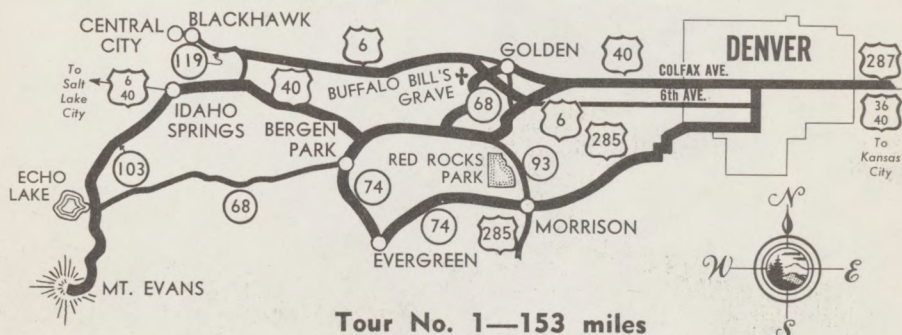 CENTRAL
CITY
BLACKHAWK
119
6
GOLDEN
40
DENVER
COLFAX AVE.
287
To
Salt
Lake
City
6
40
IDAHO
SPRINGS
40
BUFFALO BILL'S
GRAVE
68
6th AVE.
6
36
40
To
Kansas
City
BERGEN
PARK
RED ROCKS
PARK
93
285
ECHO
LAKE
103
68
74
74
285
MORRISON
EVERGREEN
MT. EVANS
N
W
E
S
Tour No. 1—153 miles